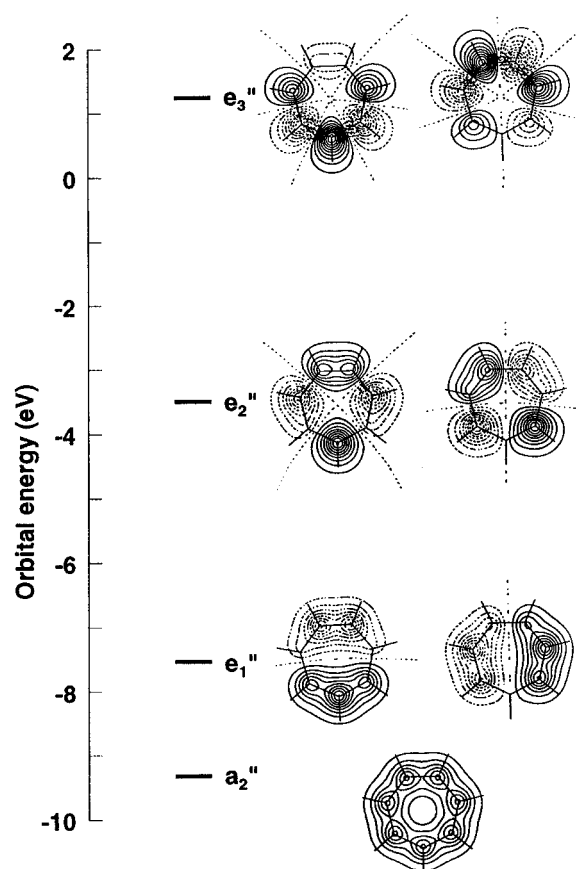 2
e₃"
0
-2
e₂"
-4
Orbital energy (eV)
-6
e₁"
-8
a₂"
-10